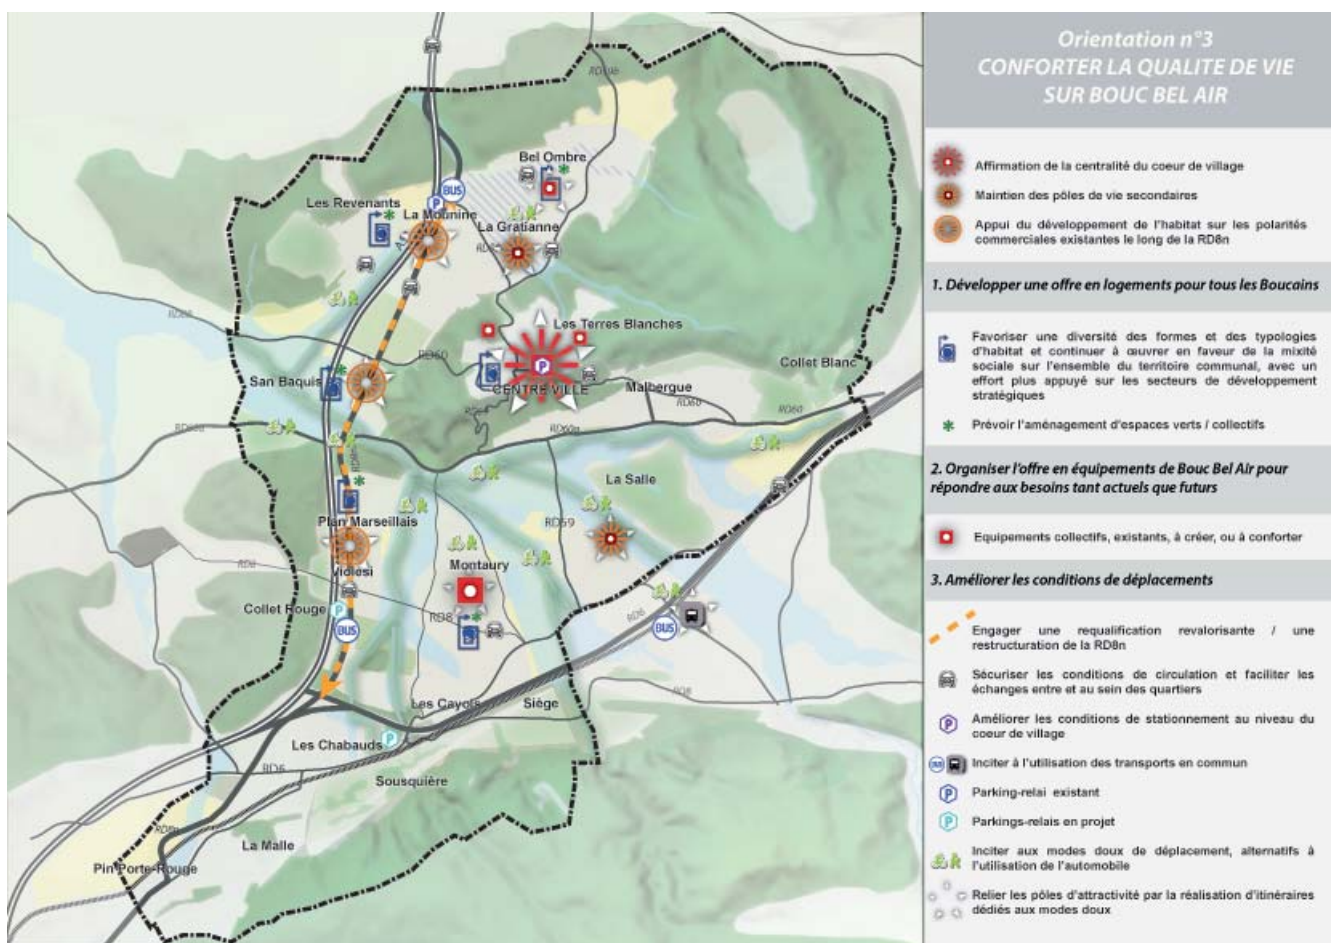 Orientation n°3
CONFORTER LA QUALITE DE VIE
SUR BOUC BEL AIR
Affirmation de la centralité du coeur de village
Maintien des pôles de vie secondaires
Appui du développement de l'habitat sur les polarités
commerciales existantes le long de la RD8n
1. Développer une offre en logements pour tous les Boucains
Favoriser une diversité des formes et des typologies
d'habitat et continuer à œuvrer en faveur de la mixité
sociale sur l'ensemble du territoire communal, avec un
effort plus appuyé sur les secteurs de développement
stratégiques
Prévoir l'aménagement d'espaces verts / collectifs
2. Organiser l'offre en équipements de Bouc Bel Air pour
répondre aux besoins tant actuels que futurs
Equipements collectifs, existants, à créer, ou à conforter
3. Améliorer les conditions de déplacements
Engager une requalification revalorisante / une
restructuration de la RD8n
Sécuriser les conditions de circulation et faciliter les
échanges entre et au sein des quartiers
P
Améliorer les conditions de stationnement au niveau du
coeur de village
BUS
Inciter à l'utilisation des transports en commun
P
Parking-relai existant
P
Parkings-relais en projet
Inciter aux modes doux de déplacement, alternatifs à
l'utilisation de l'automobile
Relier les pôles d'attractivité par la réalisation d'itinéraires
dédiés aux modes doux
RD59b
Bel Ombre
BUS
P
Les Revenants
La Mounine
La Gratianne
Les Terres Blanches
RD60
San Baquis
P
CENTRE VILLE
Collet Blanc
Malbergue
RD60
RD60
RD60n
RD8n
La Salle
RD59
Plan Marseillais
Violesi
Montaury
Collet Rouge
P
BUS
RD8
RD6
BUS
RD8
Les Cayols
Siège
Les Chabauds
P
RD6
Sousquière
RD8n
La Malle
Pin Porte-Rouge